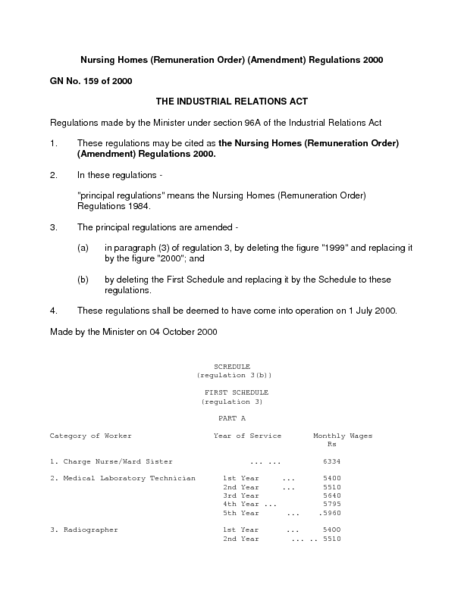 Nursing Homes (Remuneration Order) (Amendment) Regulations 2000
GN No. 159 of 2000
THE INDUSTRIAL RELATIONS ACT
Regulations made by the Minister under section 96A of the Industrial Relations Act
1. These regulations may be cited as the Nursing Homes (Remuneration Order)
(Amendment) Regulations 2000.
2. In these regulations -
"principal regulations" means the Nursing Homes (Remuneration Order)
Regulations 1984.
3. The principal regulations are amended -
(a) in paragraph (3) of regulation 3, by deleting the figure "1999" and replacing it
by the figure "2000"; and
(b) by deleting the First Schedule and replacing it by the Schedule to these
regulations.
4. These regulations shall be deemed to have come into operation on 1 July 2000.
Made by the Minister on 04 October 2000
SCREDULE
(regulation 3(b))
FIRST SCHEDULE
(regulation 3)
PART A
Category of Worker Year of Service Monthly Wages
Rs
1. Charge Nurse/Ward Sister ... ... 6334
2. Medical Laboratory Technician 1st Year ... 5400
2nd Year ... 5510
3rd Year 5640
4th Year ... 5795
5th Year ... .5960
3. Radiographer 1st Year ... 5400
2nd Year ... .. 5510